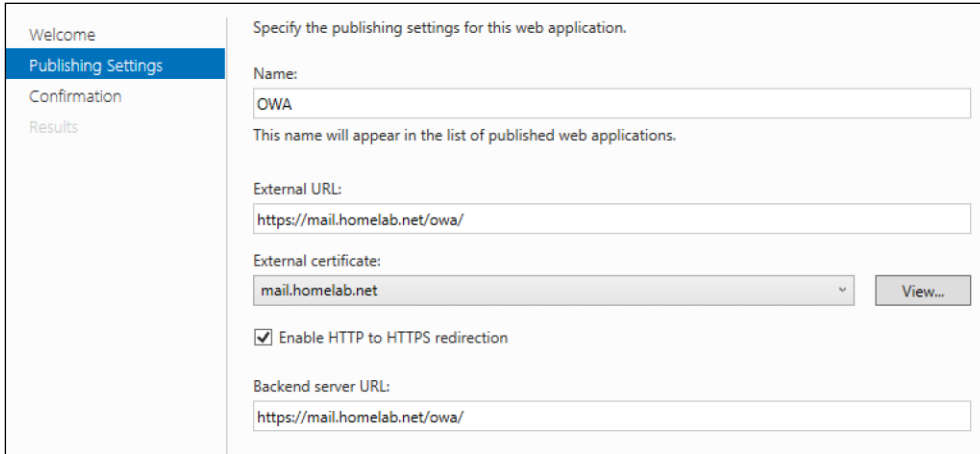 Welcome
Publishing Settings
Confirmation
Results
Specify the publishing settings for this web application.
Name:
OWA
This name will appear in the list of published web applications.
External URL:
https://mail.homelab.net/owa/
External certificate:
mail.homelab.net
View...
Enable HTTP to HTTPS redirection
Backend server URL:
https://mail.homelab.net/owa/